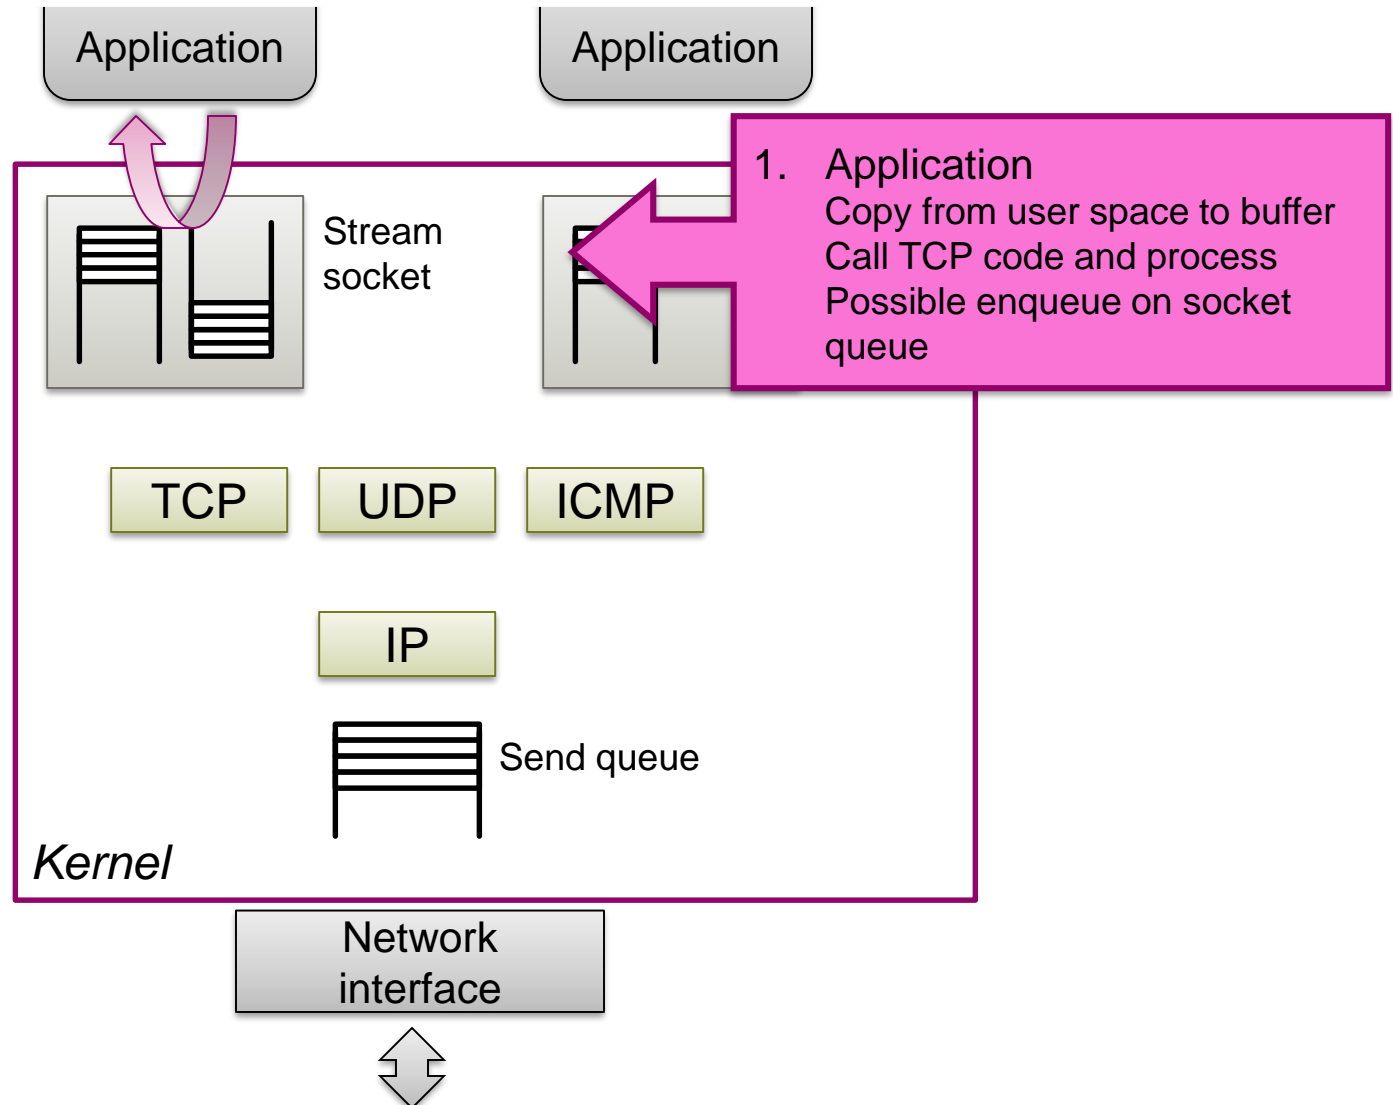 Application
Application
1. Application
Copy from user space to buffer
Call TCP code and process
Possible enqueue on socket
queue
Stream
socket
TCP
UDP
ICMP
IP
Send queue
Kernel
Network
interface